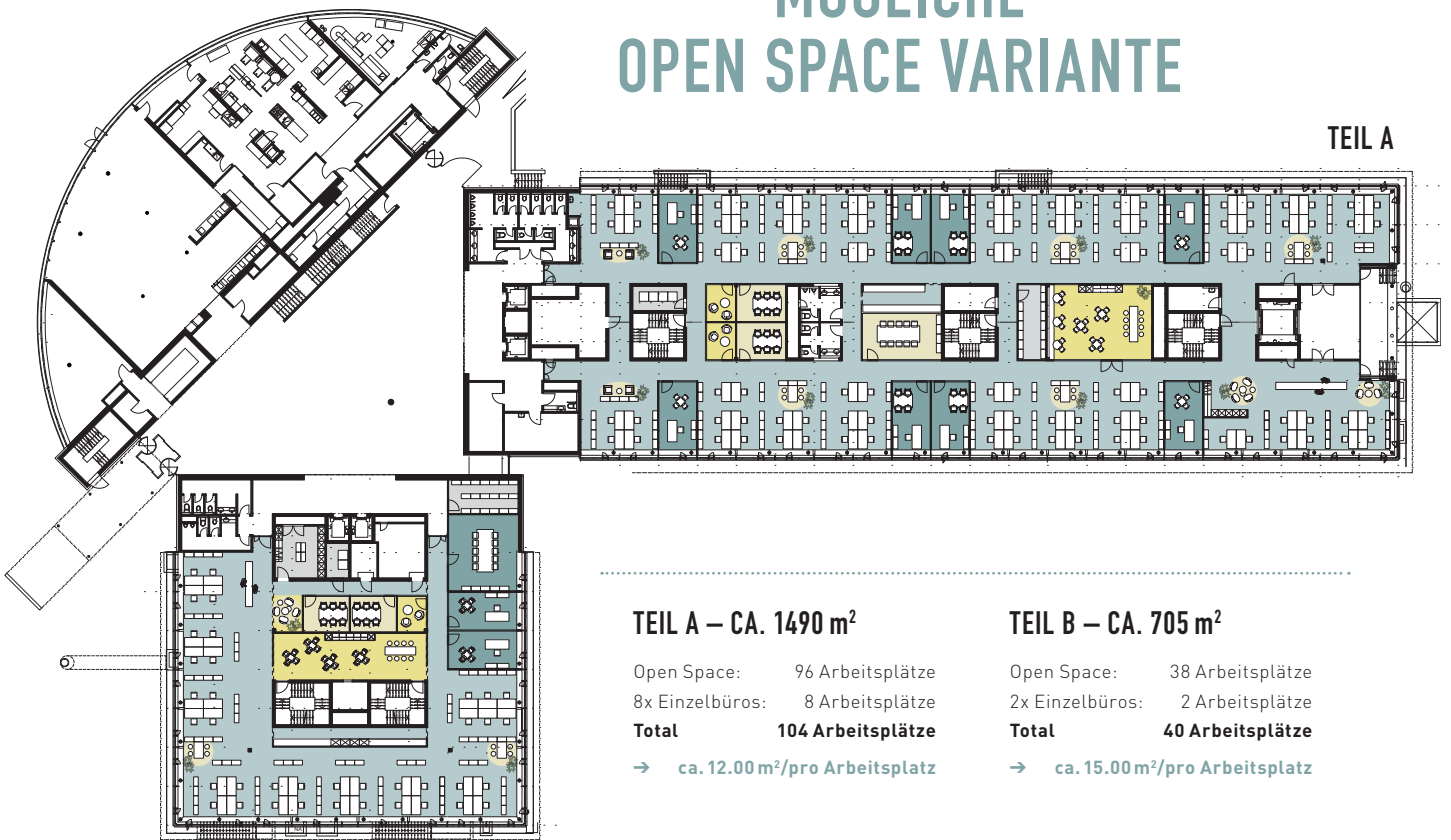 MÖGLICHE
OPEN SPACE VARIANTE
TEIL A
TEIL A – CA. 1490 m²
Open Space: 96 Arbeitsplätze
8x Einzelbüros: 8 Arbeitsplätze
Total 104 Arbeitsplätze
→ ca. 12.00 m²/pro Arbeitsplatz
TEIL B – CA. 705 m²
Open Space: 38 Arbeitsplätze
2x Einzelbüros: 2 Arbeitsplätze
Total 40 Arbeitsplätze
→ ca. 15.00 m²/pro Arbeitsplatz
NA